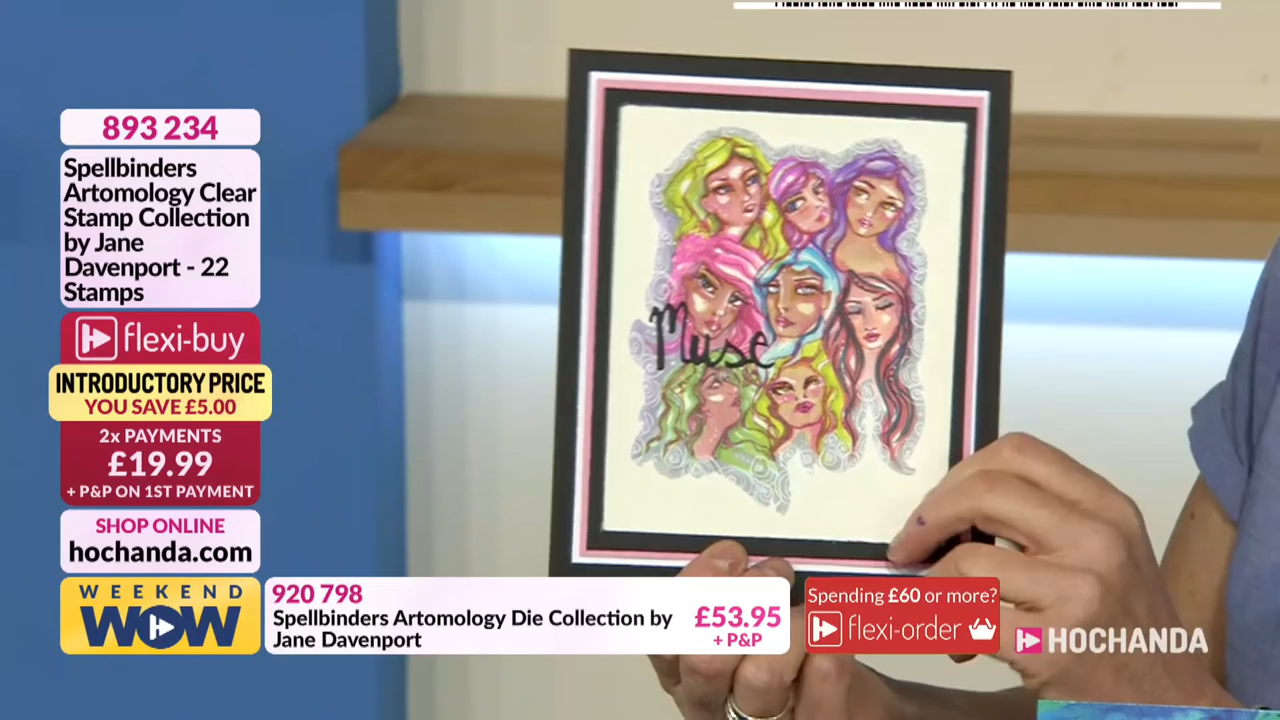 893 234
Spellbinders
Artomology Clear
Stamp Collection
by Jane
Davenport - 22
Stamps
flexi-buy
INTRODUCTORY PRICE
YOU SAVE £5.00
2x PAYMENTS
£19.99
+ P&P ON 1ST PAYMENT
SHOP ONLINE
hochanda.com
Muse
WEEKEND
WOW
920 798
Spellbinders Artomology Die Collection by
Jane Davenport
£53.95
+ P&P
Spending £60 or more?
flexi-order
HOCHANDA